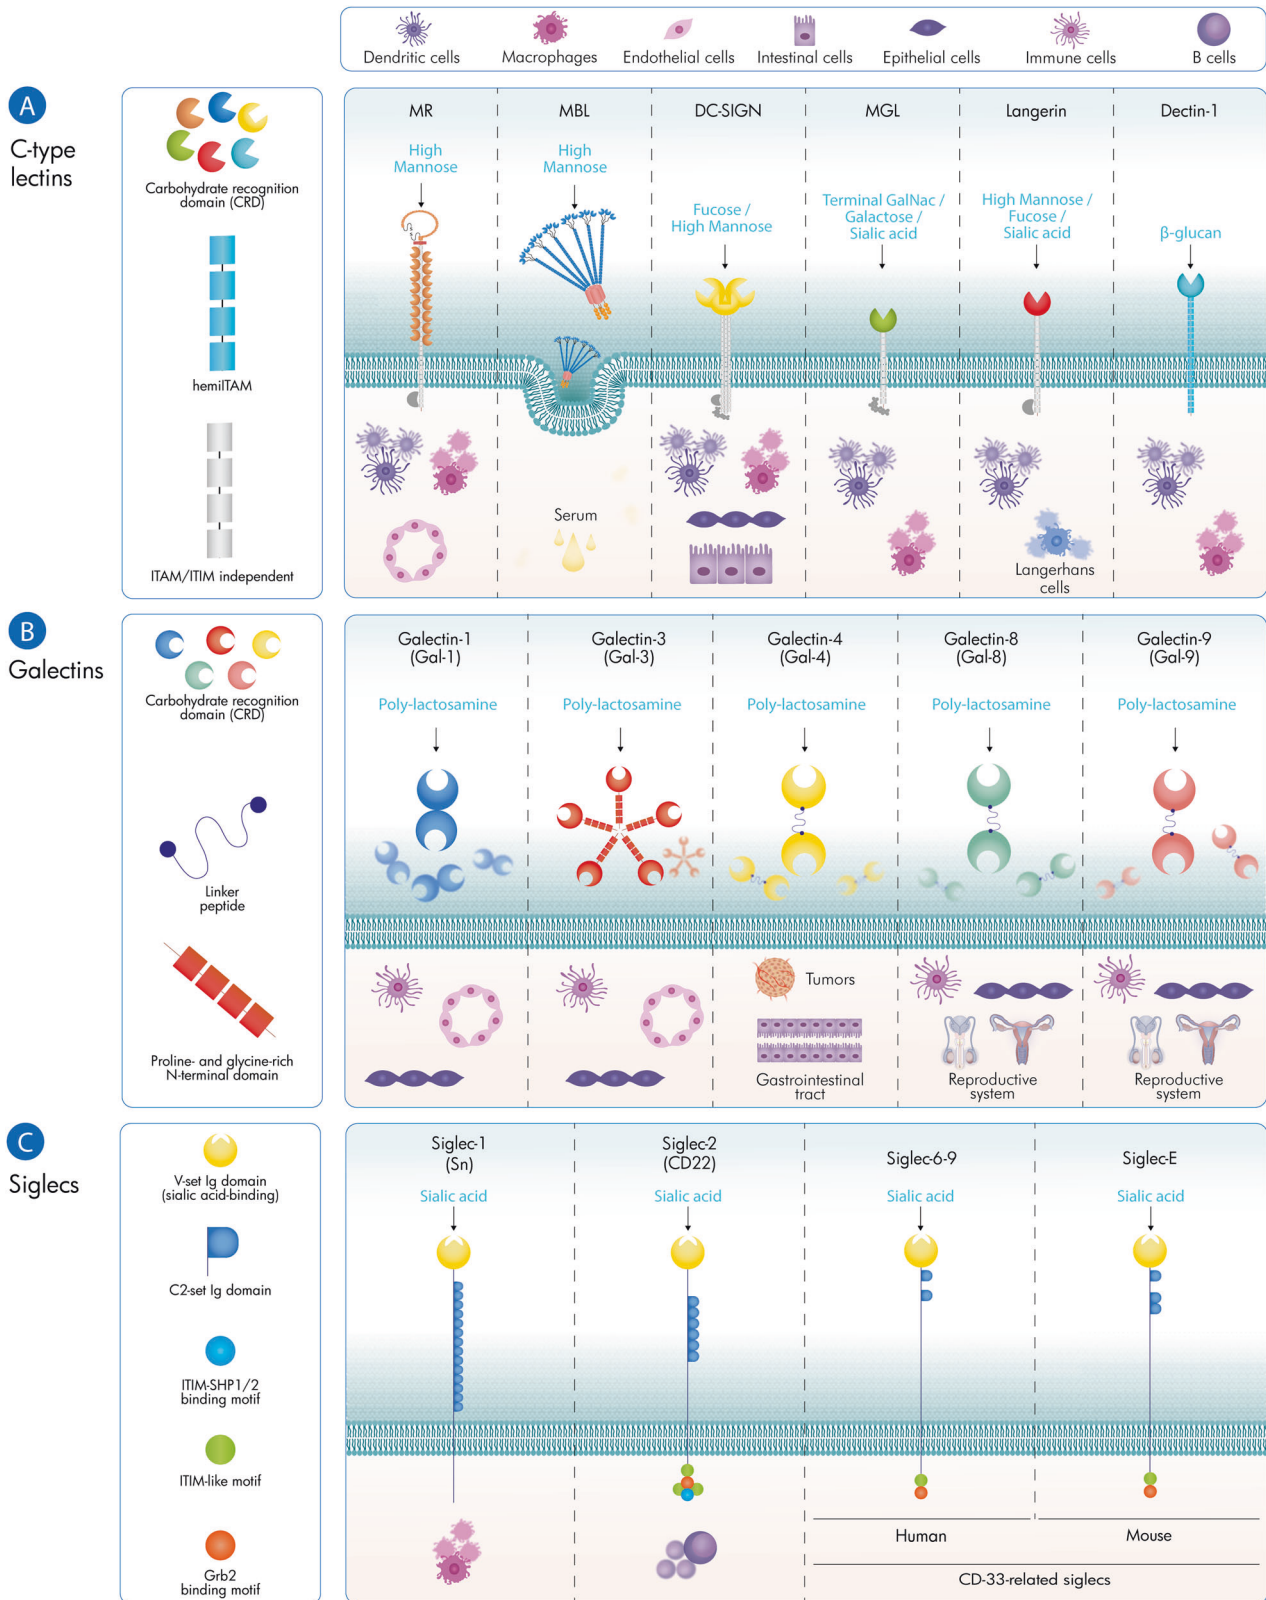 Dendritic cells
Macrophages
Endothelial cells
Intestinal cells
Epithelial cells
Immune cells
B cells
A
C-type
lectins
Carbohydrate recognition
domain (CRD)
hemiITAM
ITAM/ITIM independent
MR
MBL
DC-SIGN
MGL
Langerin
Dectin-1
High
Mannose
High
Mannose
Fucose /
High Mannose
Terminal GalNac /
Galactose /
Sialic acid
High Mannose /
Fucose /
Sialic acid
β-glucan
Serum
Langerhans
cells
B
Galectins
Carbohydrate recognition
domain (CRD)
Linker
peptide
Proline- and glycine-rich
N-terminal domain
Galectin-1
(Gal-1)
Galectin-3
(Gal-3)
Galectin-4
(Gal-4)
Galectin-8
(Gal-8)
Galectin-9
(Gal-9)
Poly-lactosamine
Poly-lactosamine
Poly-lactosamine
Poly-lactosamine
Poly-lactosamine
Tumors
Gastrointestinal
tract
Reproductive
system
Reproductive
system
C
Siglecs
V-set Ig domain
(sialic acid-binding)
C2-set Ig domain
ITIM-SHP1/2
binding motif
ITIM-like motif
Grb2
binding motif
Siglec-1
(Sn)
Siglec-2
(CD22)
Siglec-6-9
Siglec-E
Sialic acid
Sialic acid
Sialic acid
Sialic acid
Human
Mouse
CD-33-related siglecs